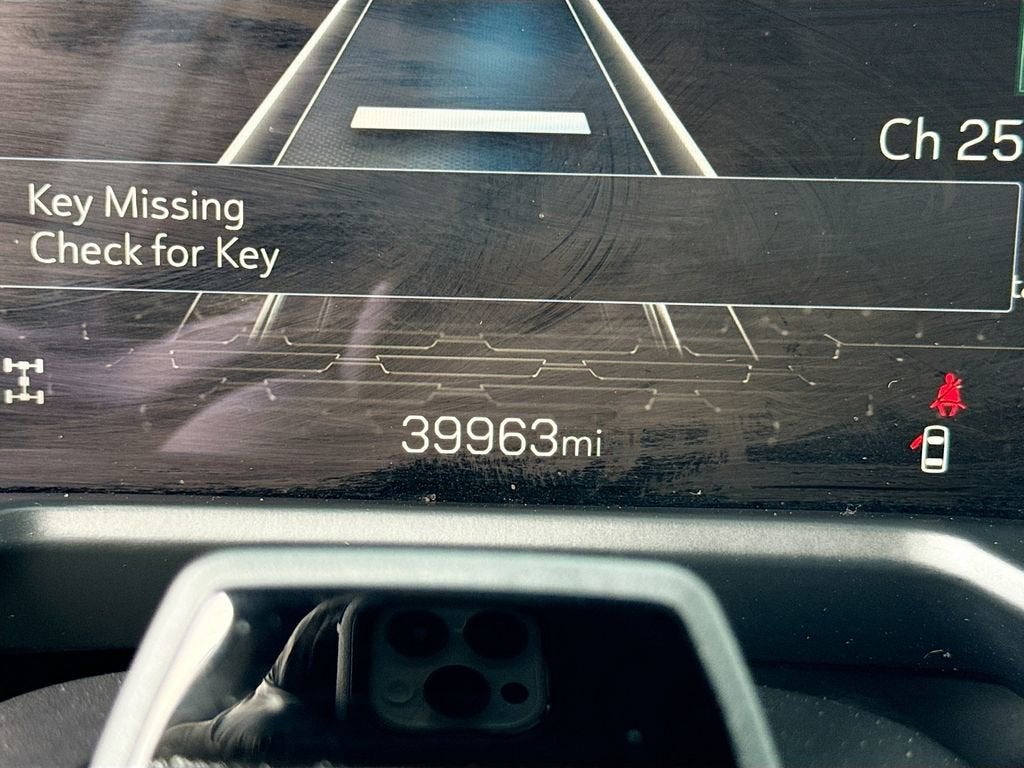 Ch 25
Key Missing
Check for Key
39963mi